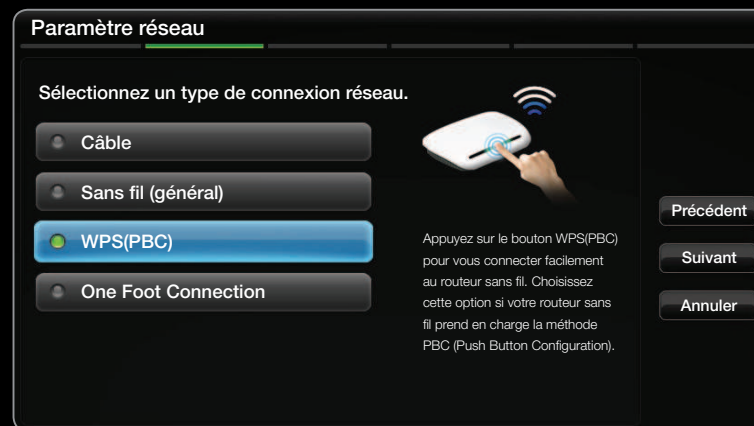 Paramètre réseau
Sélectionnez un type de connexion réseau.
Câble
Sans fil (général)
WPS(PBC)
One Foot Connection
Appuyez sur le bouton WPS(PBC)
pour vous connecter facilement
au routeur sans fil. Choisissez
cette option si votre routeur sans
fil prend en charge la méthode
PBC (Push Button Configuration).
Précédent
Suivant
Annuler